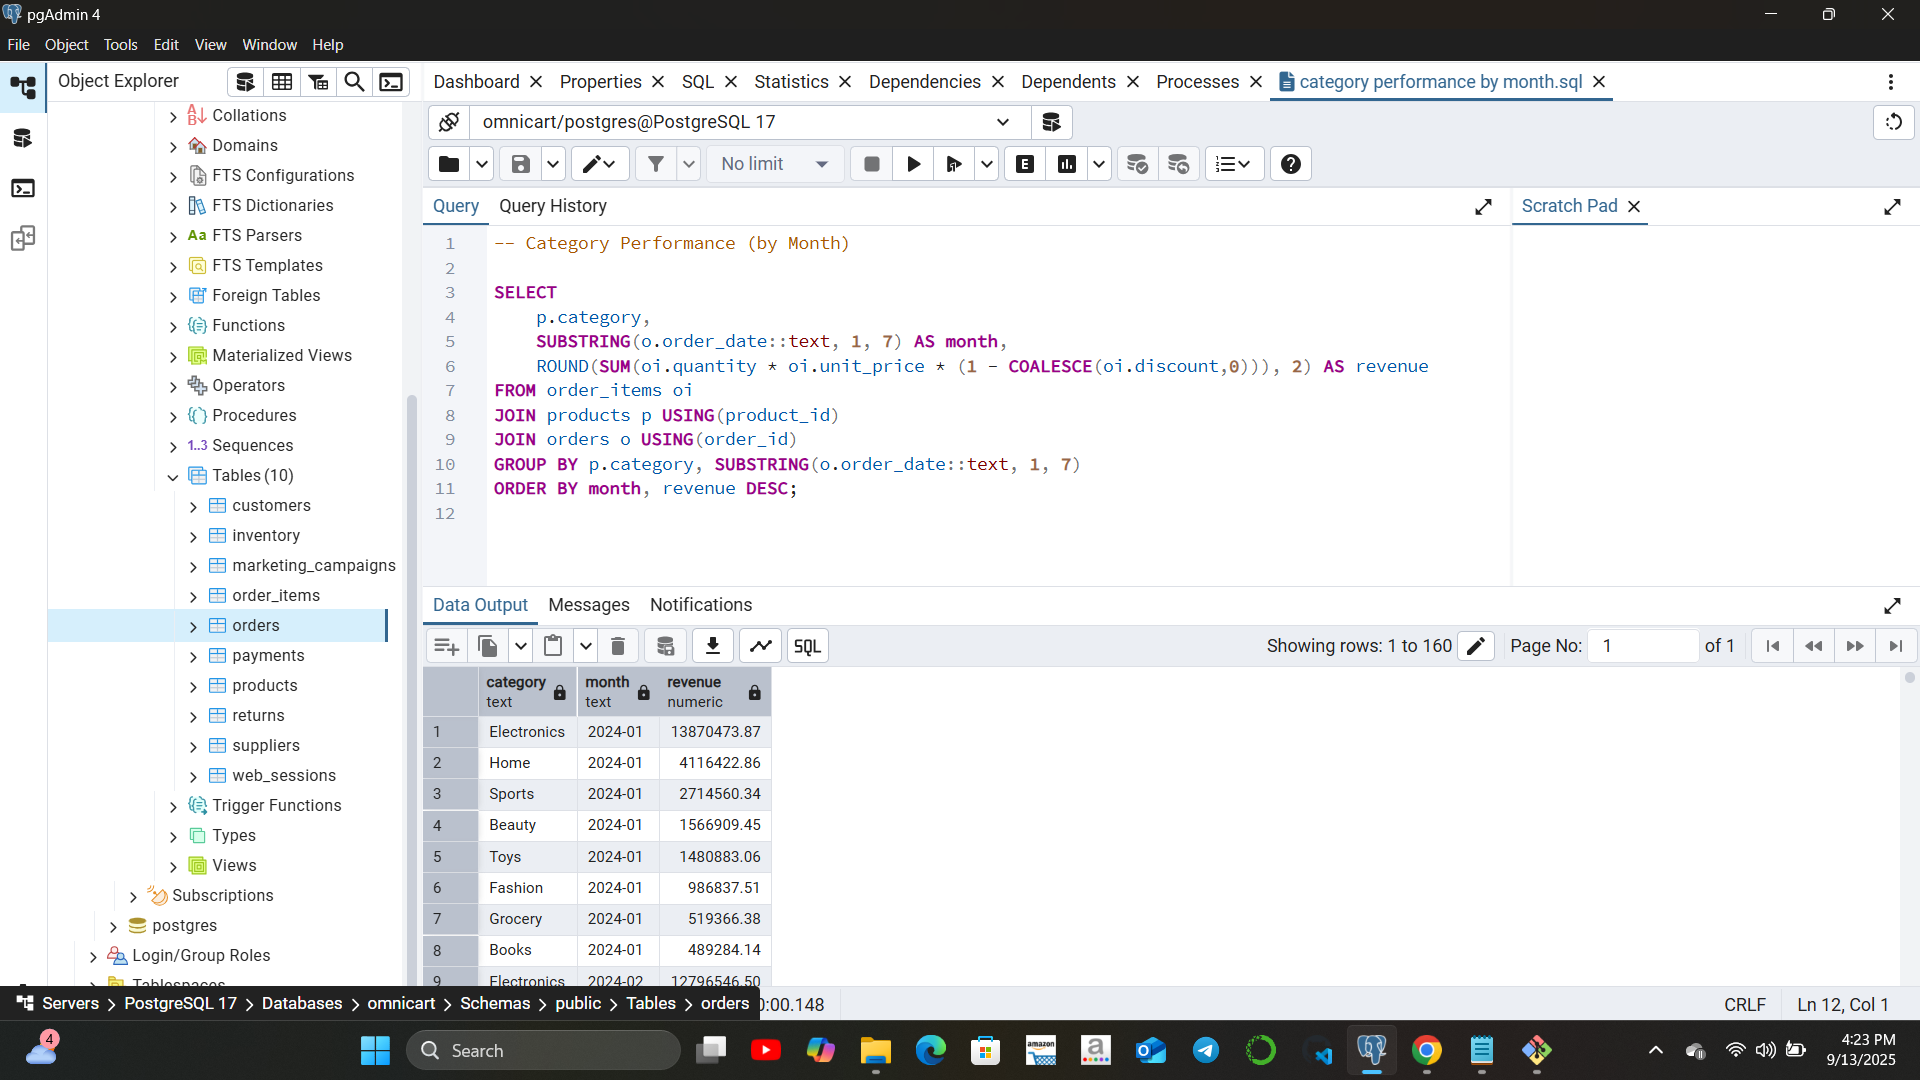 pgAdmin 4
File Object Tools Edit View Window Help
Object Explorer
Dashboard Properties SQL Statistics Dependencies Dependents Processes category performance by month.sql
omnicart/postgres@PostgreSQL 17
No limit
Query Query History
Scratch Pad
Collations
Domains
FTS Configurations
FTS Dictionaries
Aa FTS Parsers
FTS Templates
Foreign Tables
Functions
Materialized Views
Operators
Procedures
1..3 Sequences
Tables (10)
customers
inventory
marketing_campaigns
order_items
orders
payments
products
returns
suppliers
web_sessions
Trigger Functions
Types
Views
Subscriptions
postgres
Login/Group Roles
Tablespaces
1 -- Category Performance (by Month)
2
3 SELECT
4 p.category,
5 SUBSTRING(o.order_date::text, 1, 7) AS month,
6 ROUND(SUM(oi.quantity * oi.unit_price * (1 - COALESCE(oi.discount,0))), 2) AS revenue
7 FROM order_items oi
8 JOIN products p USING(product_id)
9 JOIN orders o USING(order_id)
10 GROUP BY p.category, SUBSTRING(o.order_date::text, 1, 7)
11 ORDER BY month, revenue DESC;
12
Data Output Messages Notifications
SQL
Showing rows: 1 to 160
Page No: 1 of 1
category text month text revenue numeric
1 Electronics 2024-01 13870473.87
2 Home 2024-01 4116422.86
3 Sports 2024-01 2714560.34
4 Beauty 2024-01 1566909.45
5 Toys 2024-01 1480883.06
6 Fashion 2024-01 986837.51
7 Grocery 2024-01 519366.38
8 Books 2024-01 489284.14
9 Electronics 2024-02 12796546.50
Servers PostgreSQL 17 Databases omnicart Schemas public Tables orders
:00.148
CRLF Ln 12, Col 1
4
Search
amazon
4:23 PM
9/13/2025